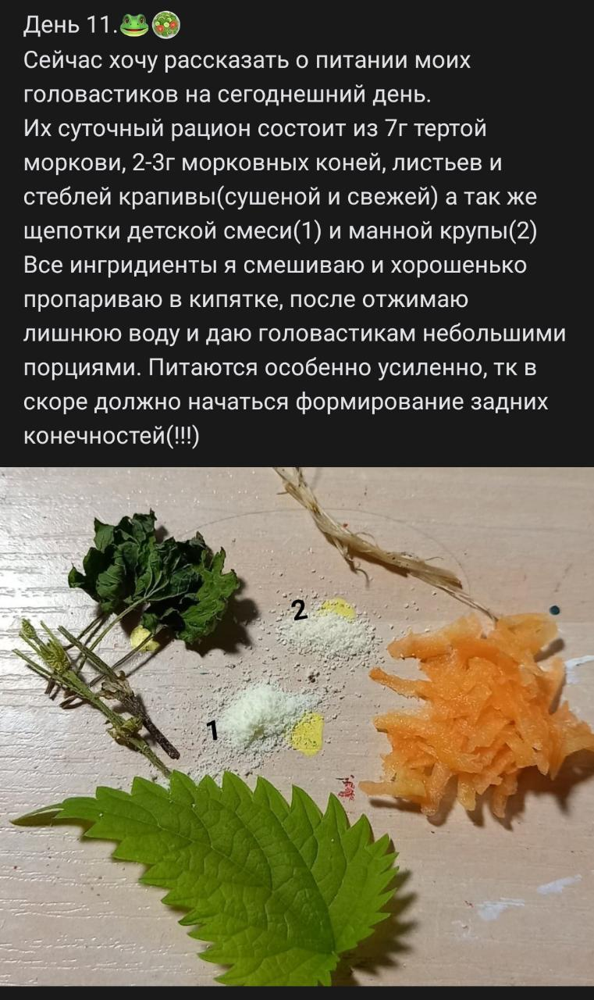 День 11.🐸🥗
Сейчас хочу рассказать о питании моих
головастиков на сегоднешний день.
Их суточный рацион состоит из 7г тертой
моркови, 2-3г морковных коней, листьев и
стеблей крапивы(сушеной и свежей) а так же
щепотки детской смеси(1) и манной крупы(2)
Все ингридиенты я смешиваю и хорошенько
пропариваю в кипятке, после отжимаю
лишнюю воду и даю головастикам небольшими
порциями. Питаются особенно усиленно, тк в
скоре должно начаться формирование задних
конечностей(!!!)
2
1